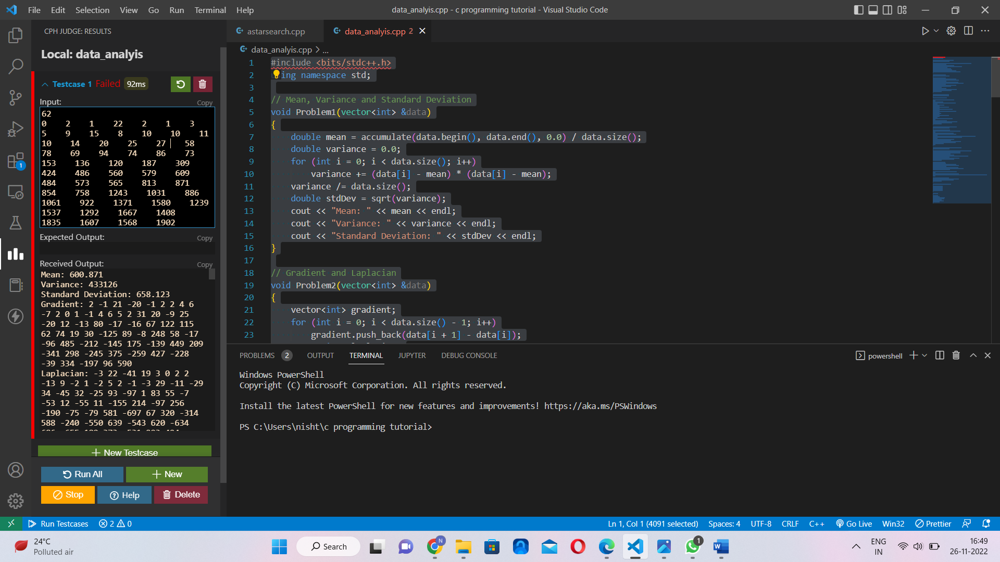 File Edit Selection View Go Run Terminal Help
data_analyis.cpp - c programming tutorial - Visual Studio Code
CPH JUDGE: RESULTS
Local: data_analyis
Testcase 1 Failed 92ms
Input:
Copy
62
0 2 1 22 2 1 3
5 9 15 8 10 10 11
10 14 20 25 27 58
78 69 94 74 86 73
153 136 120 187 309
424 486 560 579 609
484 573 565 813 871
854 758 1243 1031 886
1061 922 1371 1580 1239
1537 1292 1667 1408
1835 1607 1568 1902
Expected Output:
Copy
Received Output:
Copy
Mean: 600.871
Variance: 433126
Standard Deviation: 658.123
Gradient: 2 -1 21 -20 -1 2 2 4 6
-7 2 0 1 -1 4 6 5 2 31 20 -9 25
-20 12 -13 80 -17 -16 67 122 115
62 74 19 30 -125 89 -8 248 58 -17
-96 485 -212 -145 175 -139 449 209
-341 298 -245 375 -259 427 -228
-39 334 -197 96 590
Laplacian: -3 22 -41 19 3 0 2 2
-13 9 -2 1 -2 5 2 -1 -3 29 -11 -29
34 -45 32 -25 93 -97 1 83 55 -7
-53 12 -55 11 -155 214 -97 256
-190 -75 -79 581 -697 67 320 -314
588 -240 -550 639 -543 620 -634
New Testcase
Run All
New
Stop
Help
Delete
1
astarsearch.cpp
data_analyis.cpp 2
data_analyis.cpp > ...
1 #include <bits/stdc++.h>
2 ing namespace std;
3
4 // Mean, Variance and Standard Deviation
5 void Problem1(vector<int> &data)
6 {
7 double mean = accumulate(data.begin(), data.end(), 0.0) / data.size();
8 double variance = 0.0;
9 for (int i = 0; i < data.size(); i++)
10 variance += (data[i] - mean) * (data[i] - mean);
11 variance /= data.size();
12 double stdDev = sqrt(variance);
13 cout << "Mean: " << mean << endl;
14 cout << "Variance: " << variance << endl;
15 cout << "Standard Deviation: " << stdDev << endl;
16 }
17
18 // Gradient and Laplacian
19 void Problem2(vector<int> &data)
20 {
21 vector<int> gradient;
22 for (int i = 0; i < data.size() - 1; i++)
23 gradient.push_back(data[i + 1] - data[i]);
PROBLEMS 2 OUTPUT TERMINAL JUPYTER DEBUG CONSOLE
powershell
Windows PowerShell
Copyright (C) Microsoft Corporation. All rights reserved.
Install the latest PowerShell for new features and improvements! https://aka.ms/PSWindows
PS C:\Users\nisht\c programming tutorial>
Run Testcases 2 0
Ln 1, Col 1 (4091 selected) Spaces: 4 UTF-8 CRLF C++ Go Live Win32 Prettier
24°C
Polluted air
Search
N
1
W
ENG
IN
16:49
26-11-2022